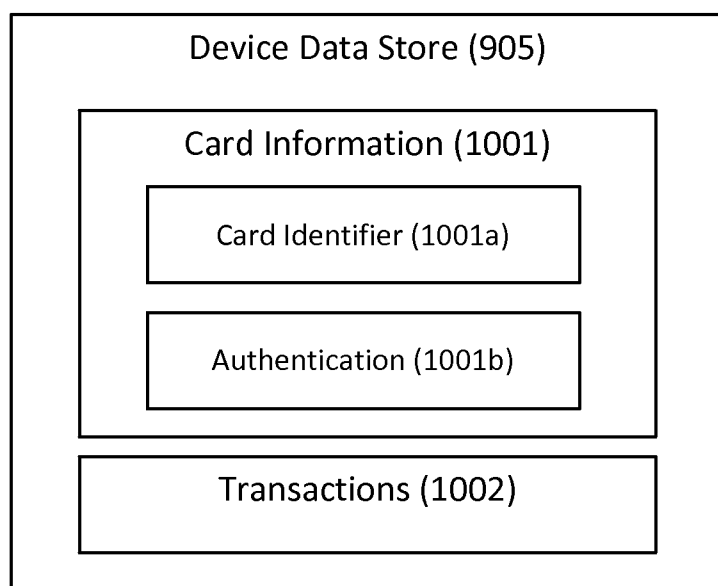 Device Data Store (905)
Card Information (1001)
Card Identifier (1001a)
Authentication (1001b)
Transactions (1002)